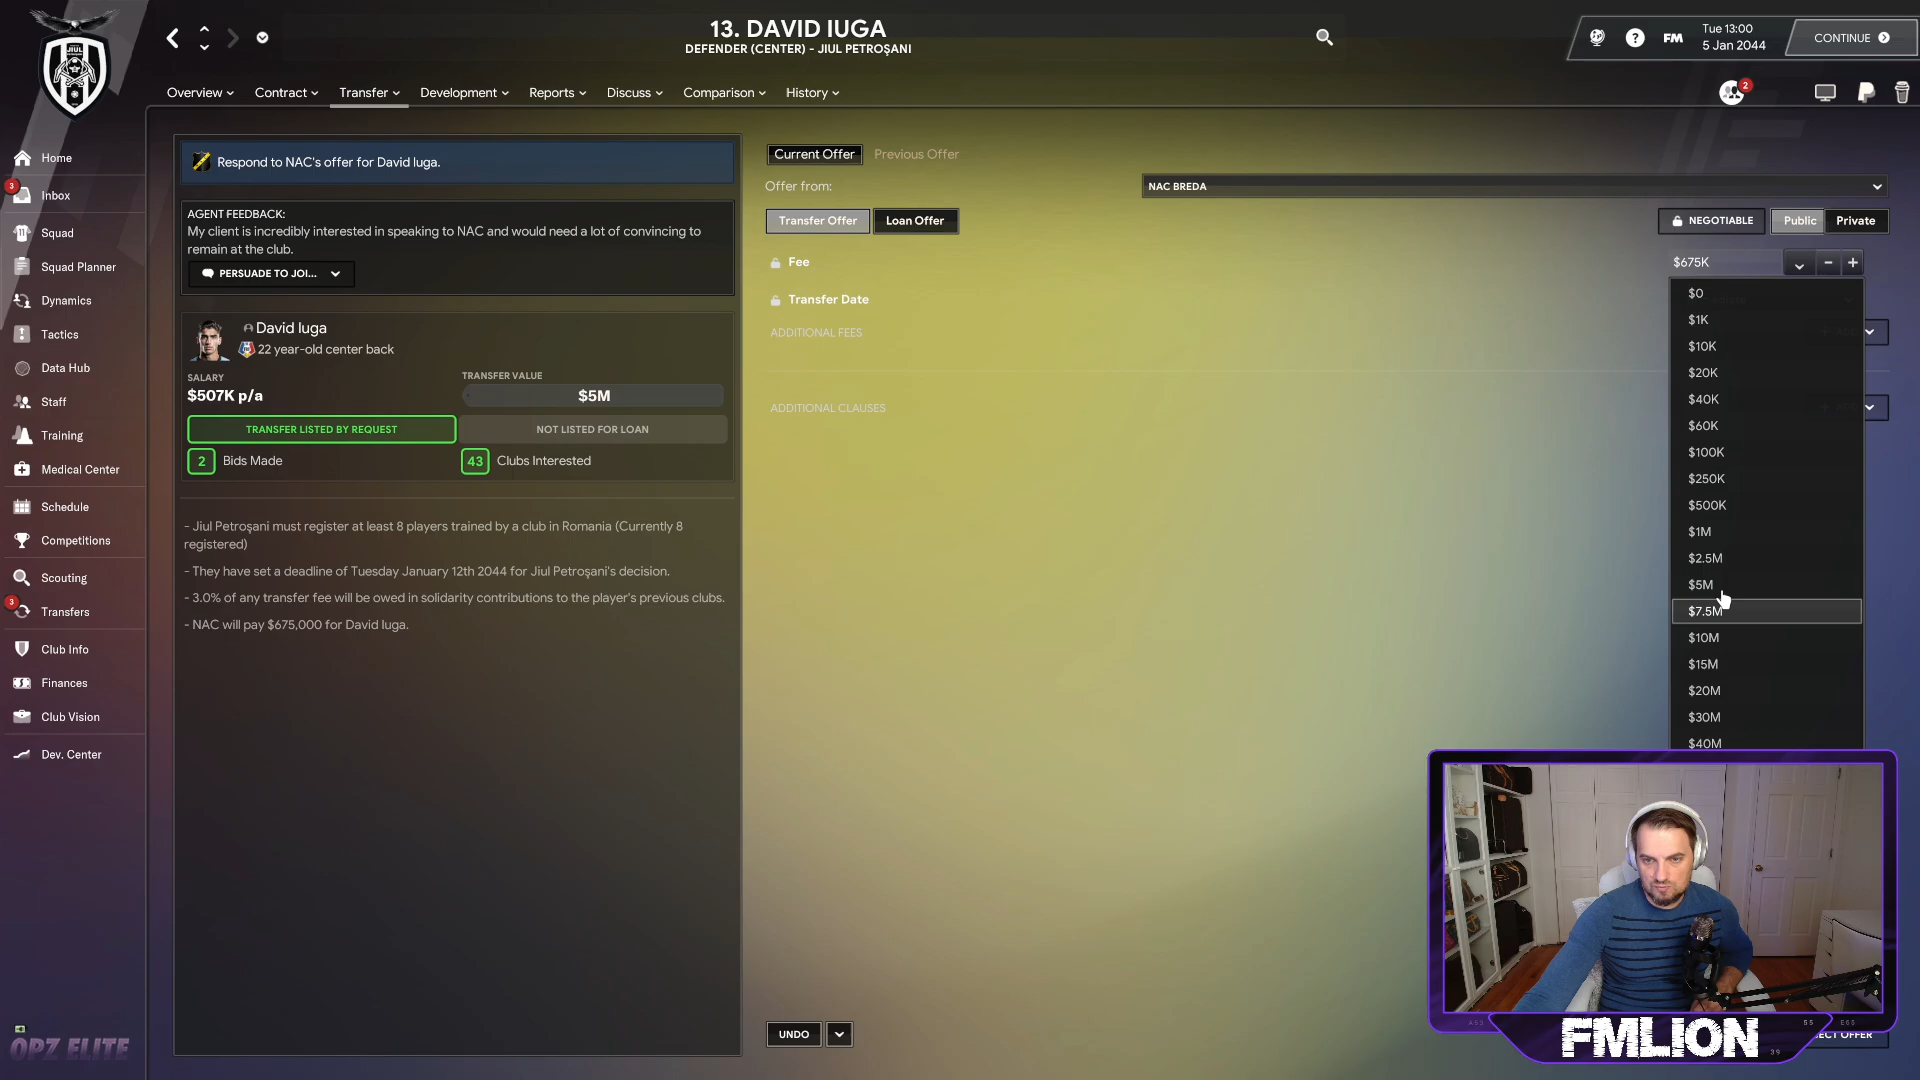 13. DAVID IUGA
DEFENDER (CENTER) - JIUL PETROȘANI
FM
Tue 13:00
5 Jan 2044
CONTINUE
Overview
Contract
Transfer
Development
Reports
Discuss
Comparison
History
2
JIUL
Home
3
Inbox
Squad
Squad Planner
Dynamics
Tactics
Data Hub
Staff
Training
Medical Center
Schedule
Competitions
Scouting
3
Transfers
Club Info
Finances
Club Vision
Dev. Center
OPZ ELITE
Respond to NAC's offer for David Iuga.
AGENT FEEDBACK:
My client is incredibly interested in speaking to NAC and would need a lot of convincing to
remain at the club.
PERSUADE TO JOI...
David Iuga
22 year-old center back
SALARY
$507K p/a
TRANSFER VALUE
$5M
TRANSFER LISTED BY REQUEST
NOT LISTED FOR LOAN
2 Bids Made
43 Clubs Interested
- Jiul Petroșani must register at least 8 players trained by a club in Romania (Currently 8
registered)
- They have set a deadline of Tuesday January 12th 2044 for Jiul Petroșani's decision.
- 3.0% of any transfer fee will be owed in solidarity contributions to the player's previous clubs.
- NAC will pay $675,000 for David Iuga.
Current Offer
Previous Offer
Offer from:
NAC BREDA
Transfer Offer
Loan Offer
NEGOTIABLE
Public
Private
Fee
$675K
Transfer Date
ADDITIONAL FEES
ADDITIONAL CLAUSES
$0
$1K
$10K
$20K
$40K
$60K
$100K
$250K
$500K
$1M
$2.5M
$5M
$7.5M
$10M
$15M
$20M
$30M
$40M
UNDO
OFFER
FMLION